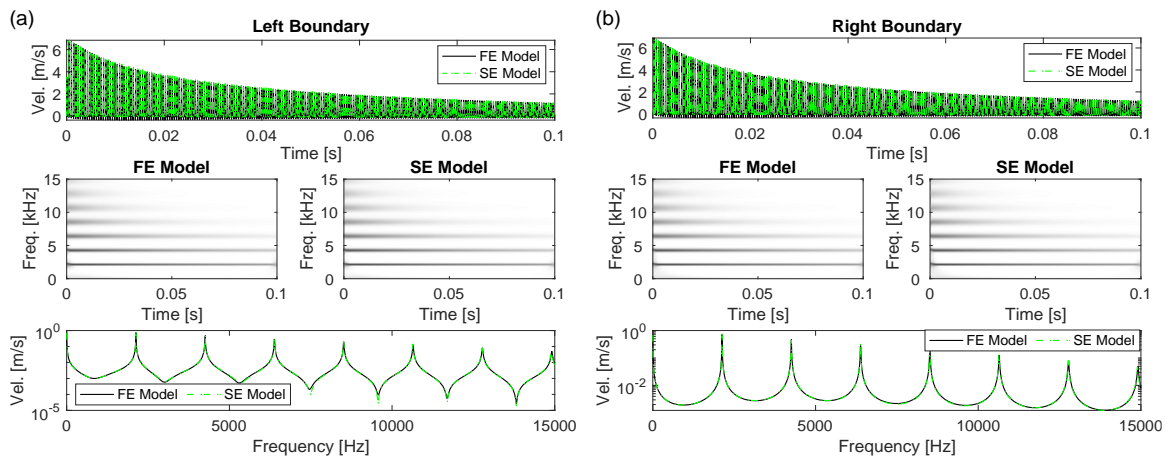 (a)
Left Boundary
Vel. [m/s]
6
4
2
0
FE Model
SE Model
0 0.02 0.04 0.06 0.08 0.1
Time [s]
FE Model SE Model
Freq. [kHz]
15
10
5
0
0 0.05 0.1
Time [s]
Freq. [kHz]
15
10
5
0
0 0.05 0.1
Time [s]
Vel. [m/s]
10^0
10^-5
FE Model SE Model
0 5000 10000 15000
Frequency [Hz]
(b)
Right Boundary
Vel. [m/s]
6
4
2
0
FE Model
SE Model
0 0.02 0.04 0.06 0.08 0.1
Time [s]
FE Model SE Model
Freq. [kHz]
15
10
5
0
0 0.05 0.1
Time [s]
Freq. [kHz]
15
10
5
0
0 0.05 0.1
Time [s]
Vel. [m/s]
10^0
10^-2
FE Model SE Model
0 5000 10000 15000
Frequency [Hz]